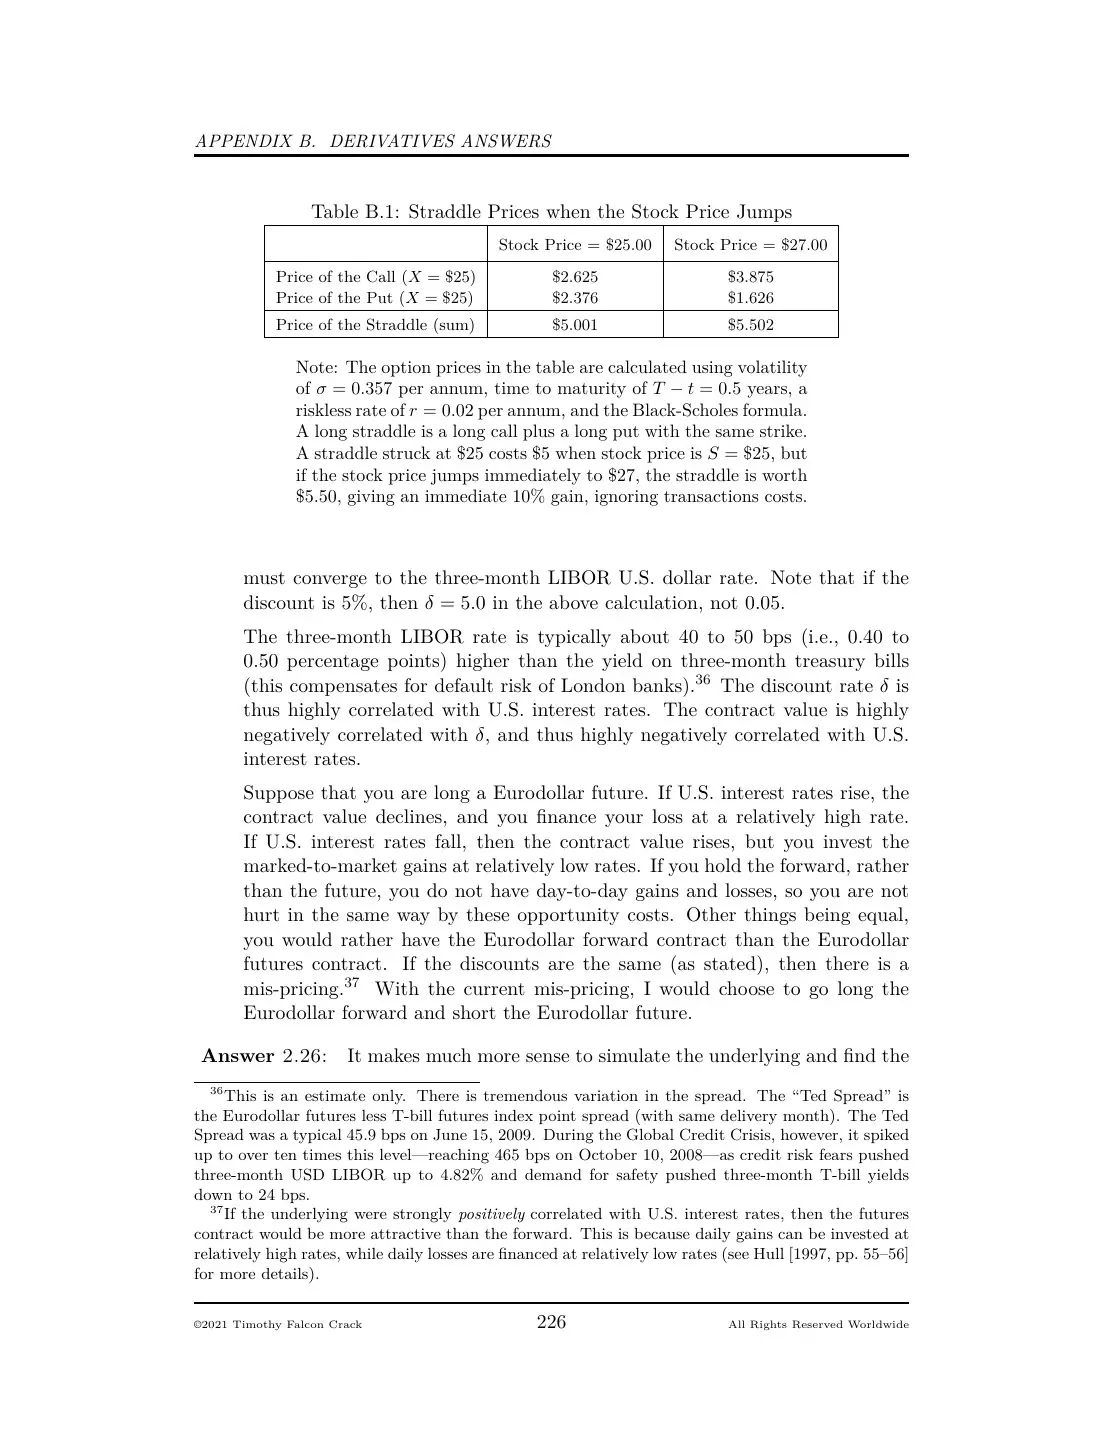 APPENDIX B. DERIVATIVES ANSWERS
Table B.1: Straddle Prices when the Stock Price Jumps
Stock Price = $25.00 Stock Price = $27.00
Price of the Call (X = $25) $2.625 $3.875
Price of the Put (X = $25) $2.376 $1.626
Price of the Straddle (sum) $5.001 $5.502
Note: The option prices in the table are calculated using volatility
of σ = 0.357 per annum, time to maturity of T − t = 0.5 years, a
riskless rate of r = 0.02 per annum, and the Black-Scholes formula.
A long straddle is a long call plus a long put with the same strike.
A straddle struck at $25 costs $5 when stock price is S = $25, but
if the stock price jumps immediately to $27, the straddle is worth
$5.50, giving an immediate 10% gain, ignoring transactions costs.
must converge to the three-month LIBOR U.S. dollar rate. Note that if the
discount is 5%, then δ = 5.0 in the above calculation, not 0.05.
The three-month LIBOR rate is typically about 40 to 50 bps (i.e., 0.40 to
0.50 percentage points) higher than the yield on three-month treasury bills
(this compensates for default risk of London banks).36 The discount rate δ is
thus highly correlated with U.S. interest rates. The contract value is highly
negatively correlated with δ, and thus highly negatively correlated with U.S.
interest rates.
Suppose that you are long a Eurodollar future. If U.S. interest rates rise, the
contract value declines, and you finance your loss at a relatively high rate.
If U.S. interest rates fall, then the contract value rises, but you invest the
marked-to-market gains at relatively low rates. If you hold the forward, rather
than the future, you do not have day-to-day gains and losses, so you are not
hurt in the same way by these opportunity costs. Other things being equal,
you would rather have the Eurodollar forward contract than the Eurodollar
futures contract. If the discounts are the same (as stated), then there is a
mis-pricing.37 With the current mis-pricing, I would choose to go long the
Eurodollar forward and short the Eurodollar future.
Answer 2.26: It makes much more sense to simulate the underlying and find the
36This is an estimate only. There is tremendous variation in the spread. The “Ted Spread” is
the Eurodollar futures less T-bill futures index point spread (with same delivery month). The Ted
Spread was a typical 45.9 bps on June 15, 2009. During the Global Credit Crisis, however, it spiked
up to over ten times this level—reaching 465 bps on October 10, 2008—as credit risk fears pushed
three-month USD LIBOR up to 4.82% and demand for safety pushed three-month T-bill yields
down to 24 bps.
37If the underlying were strongly positively correlated with U.S. interest rates, then the futures
contract would be more attractive than the forward. This is because daily gains can be invested at
relatively high rates, while daily losses are financed at relatively low rates (see Hull [1997, pp. 55–56]
for more details).
©2021 Timothy Falcon Crack 226 All Rights Reserved Worldwide